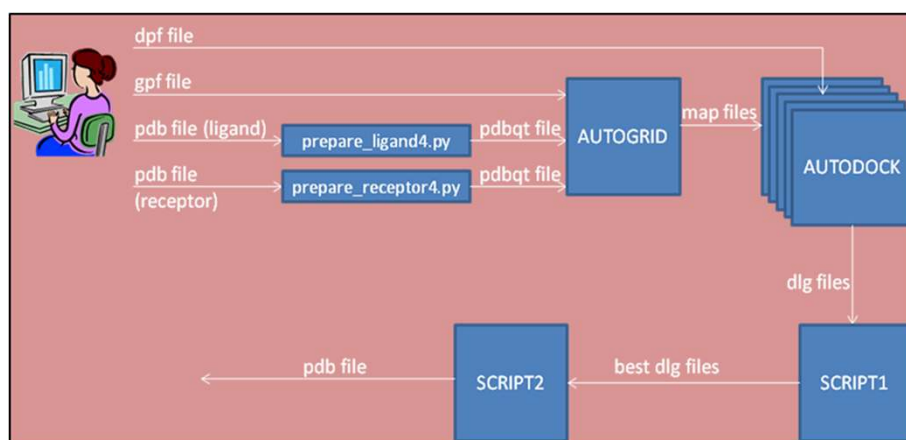 dpf file
gpf file
pdb file (ligand)
prepare_ligand4.py
pdbqt file
pdb file
(receptor)
prepare_receptor4.py
pdbqt file
AUTOGRID
map files
AUTODOCK
dlg files
pdb file
SCRIPT2
best dlg files
SCRIPT1